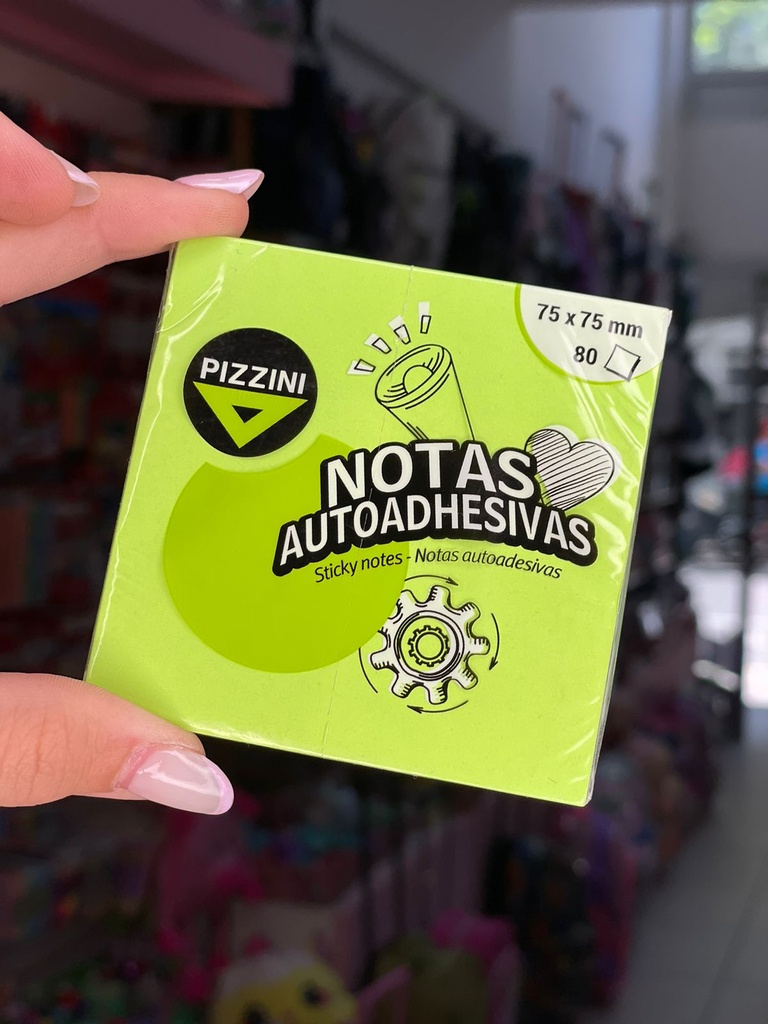 75 x 75 mm
80
PIZZINI
NOTAS
AUTOADHESIVAS
Sticky notes - Notas autoadesivas